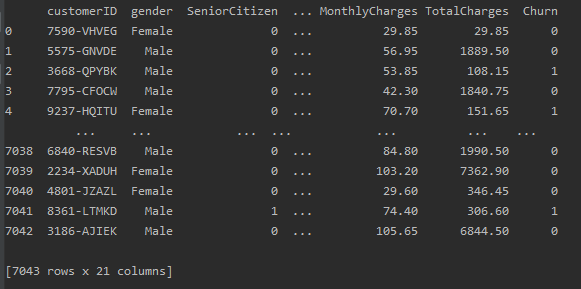 customerID gender SeniorCitizen ... MonthlyCharges TotalCharges Churn
0 7590-VHVEG Female 0 ... 29.85 29.85 0
1 5575-GNVDE Male 0 ... 56.95 1889.50 0
2 3668-QPYBK Male 0 ... 53.85 108.15 1
3 7795-CFOCW Male 0 ... 42.30 1840.75 0
4 9237-HQITU Female 0 ... 70.70 151.65 1
... ... ... ... ... ... ...
7038 6840-RESVB Male 0 ... 84.80 1990.50 0
7039 2234-XADUH Female 0 ... 103.20 7362.90 0
7040 4801-JZAZL Female 0 ... 29.60 346.45 0
7041 8361-LTMKD Male 1 ... 74.40 306.60 1
7042 3186-AJIEK Male 0 ... 105.65 6844.50 0
[7043 rows x 21 columns]